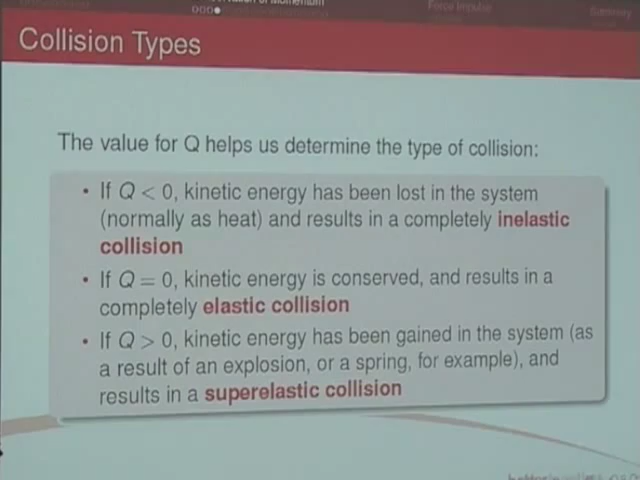 Force Impulse
Summary
Collision Types
The value for Q helps us determine the type of collision:
• If Q < 0, kinetic energy has been lost in the system
(normally as heat) and results in a completely inelastic
collision
• If Q = 0, kinetic energy is conserved, and results in a
completely elastic collision
• If Q > 0, kinetic energy has been gained in the system (as
a result of an explosion, or a spring, for example), and
results in a superelastic collision